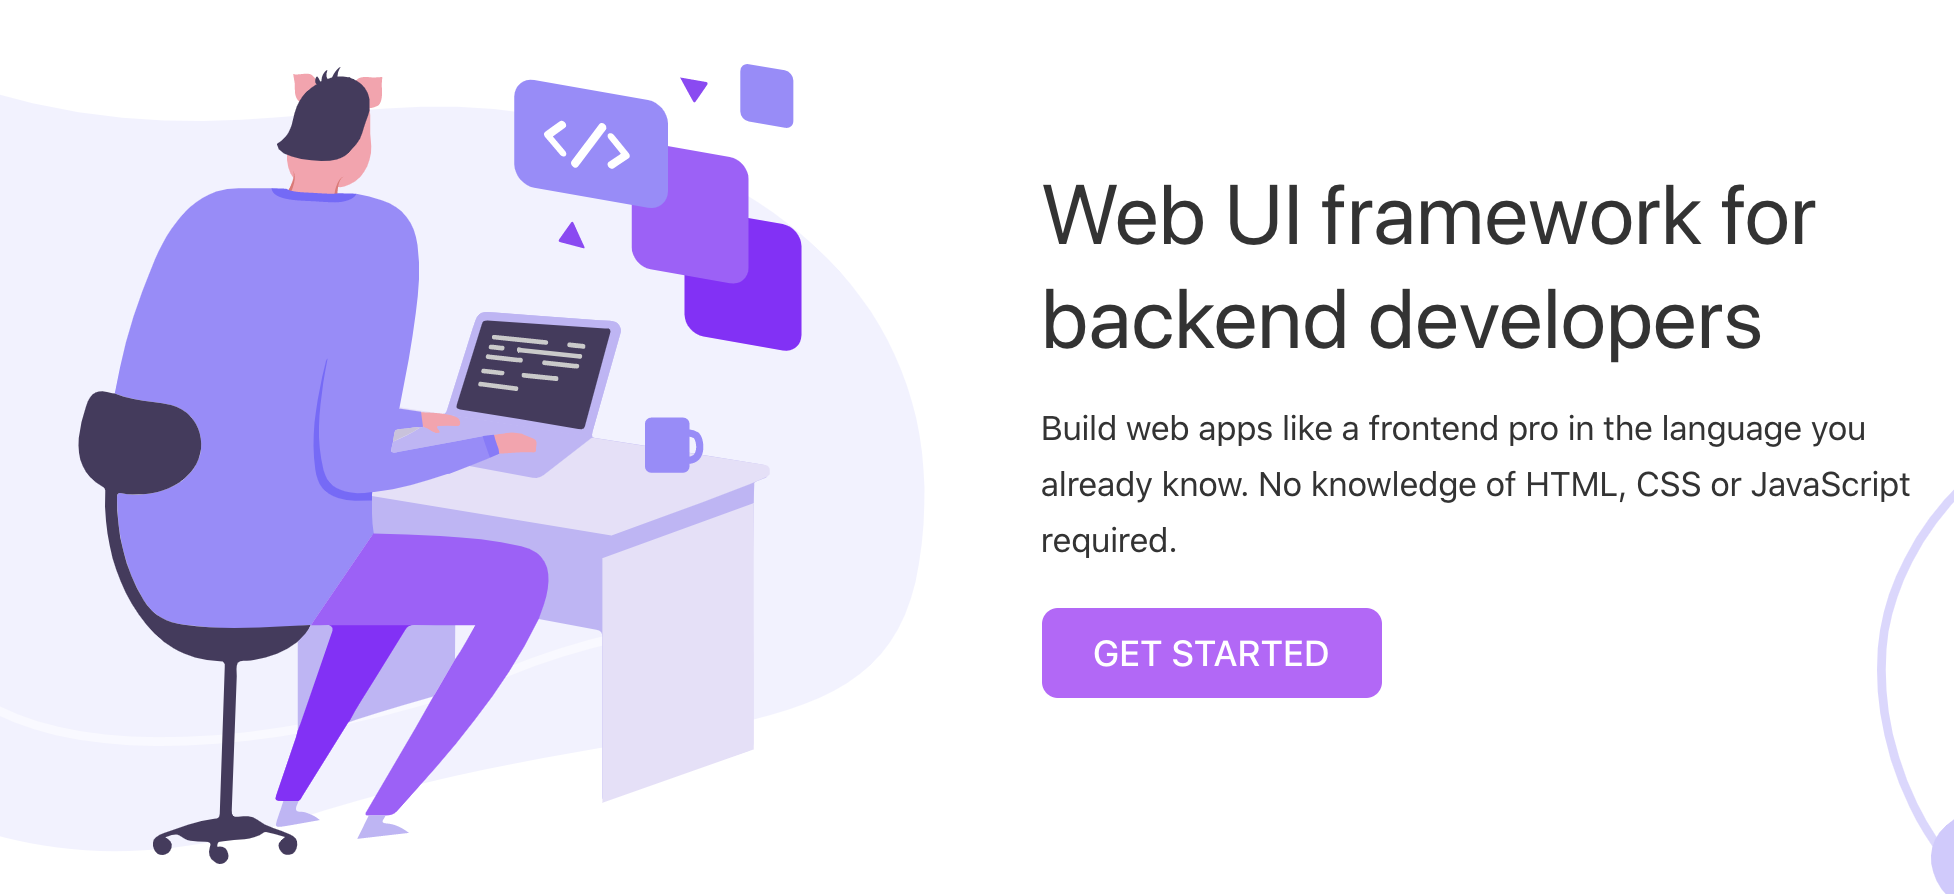 </>
Web UI framework for
backend developers
Build web apps like a frontend pro in the language you
already know. No knowledge of HTML, CSS or JavaScript
required.
GET STARTED